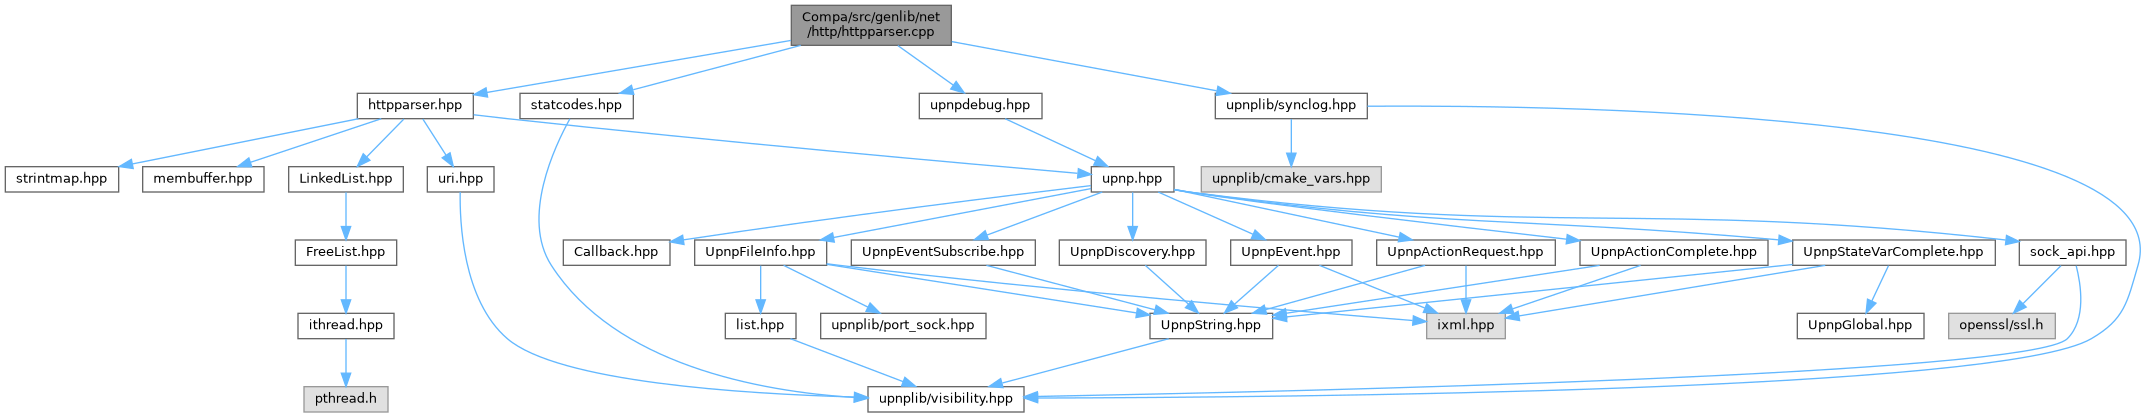 Compa/src/genlib/net
/http/httpparser.cpp
httpparser.hpp
statcodes.hpp
upnpdebug.hpp
upnplib/synclog.hpp
strintmap.hpp
membuffer.hpp
LinkedList.hpp
uri.hpp
upnp.hpp
upnplib/cmake_vars.hpp
FreeList.hpp
Callback.hpp
UpnpFileInfo.hpp
UpnpEventSubscribe.hpp
UpnpDiscovery.hpp
UpnpEvent.hpp
UpnpActionRequest.hpp
UpnpActionComplete.hpp
UpnpStateVarComplete.hpp
sock_api.hpp
ithread.hpp
list.hpp
upnplib/port_sock.hpp
UpnpString.hpp
ixml.hpp
UpnpGlobal.hpp
openssl/ssl.h
pthread.h
upnplib/visibility.hpp